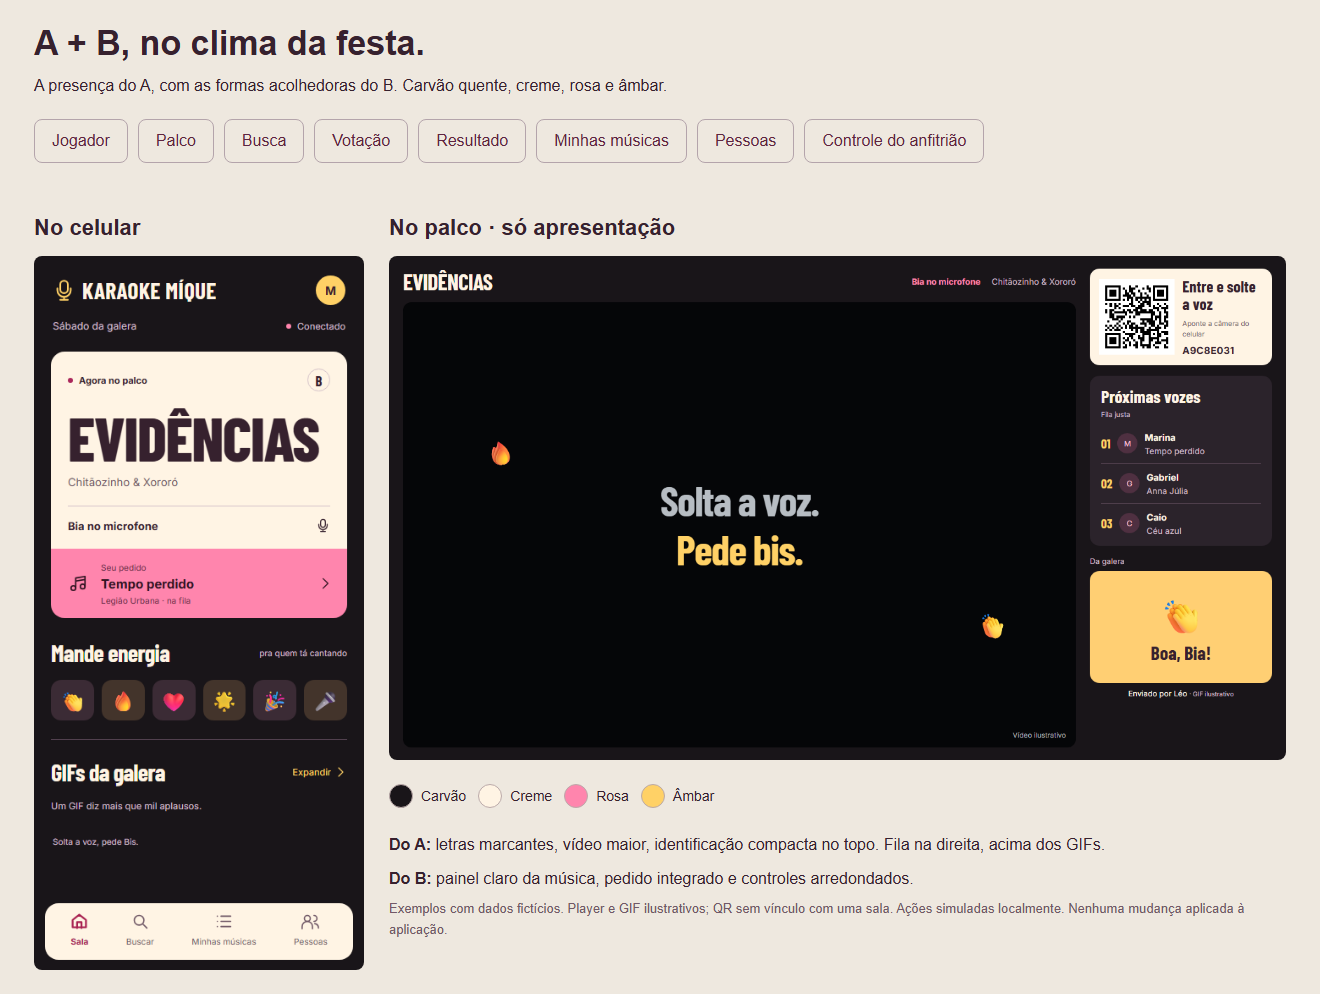 A + B, no clima da festa.
A presença do A, com as formas acolhedoras do B. Carvão quente, creme, rosa e âmbar.
Jogador
Palco
Busca
Votação
Resultado
Minhas músicas
Pessoas
Controle do anfitrião
No celular
KARAOKE MÍQUE
M
Sábado da galera
Conectado
Agora no palco
B
EVIDÊNCIAS
Chitãozinho & Xororó
Bia no microfone
Seu pedido
Tempo perdido
Legião Urbana · na fila
Mande energia
pra quem tá cantando
GIFs da galera
Expandir
Um GIF diz mais que mil aplausos.
Solta a voz, pede Bis.
Sala
Buscar
Minhas músicas
Pessoas
No palco · só apresentação
EVIDÊNCIAS
Bia no microfone
Chitãozinho & Xororó
Solta a voz.
Pede bis.
Vídeo ilustrativo
Entre e solte
a voz
Aponte a câmera do
celular
A9C8E031
Próximas vozes
Fila justa
01 M Marina
Tempo perdido
02 G Gabriel
Anna Júlia
03 C Caio
Céu azul
Da galera
Boa, Bia!
Enviado por Léo · GIF ilustrativo
Carvão
Creme
Rosa
Âmbar
Do A: letras marcantes, vídeo maior, identificação compacta no topo. Fila na direita, acima dos GIFs.
Do B: painel claro da música, pedido integrado e controles arredondados.
Exemplos com dados fictícios. Player e GIF ilustrativos; QR sem vínculo com uma sala. Ações simuladas localmente. Nenhuma mudança aplicada à
aplicação.